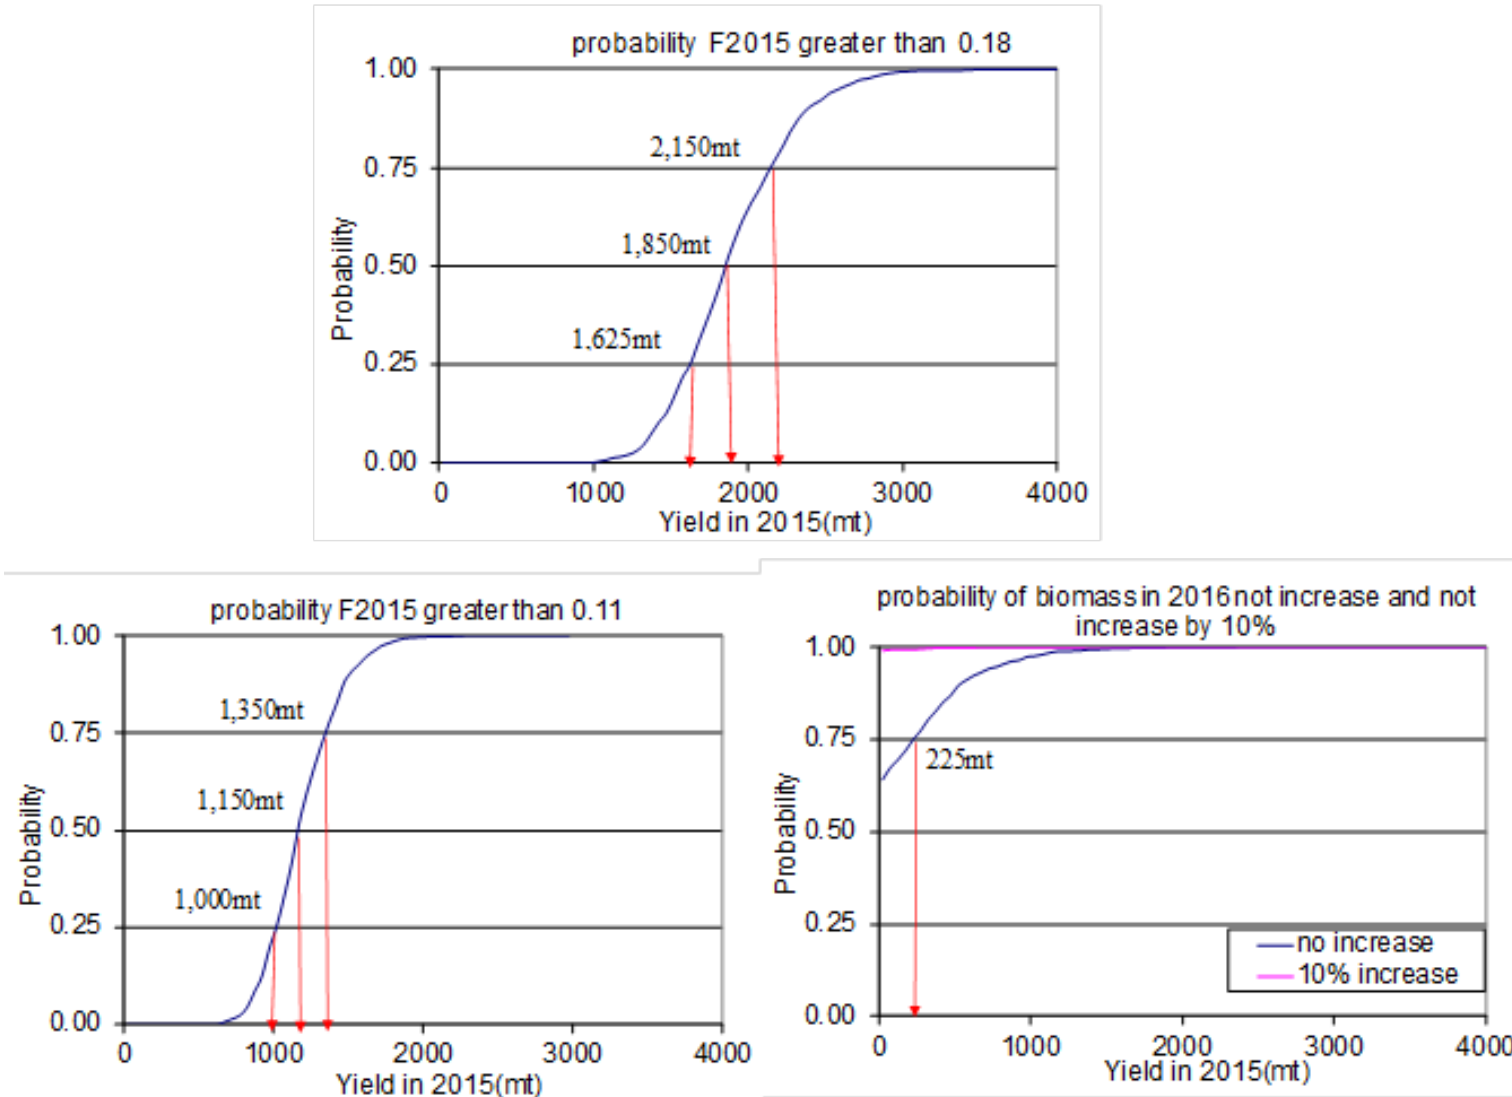 probability F2015 greater than 0.18
1.00
2,150mt
0.75
1,850mt
0.50
1,625mt
0.25
0.00
Probability
0 1000 2000 3000 4000
Yield in 2015(mt)
probability F2015 greater than 0.11
1.00
1,350mt
0.75
1,150mt
0.50
1,000mt
0.25
0.00
Probability
0 1000 2000 3000 4000
Yield in 2015(mt)
probability of biomass in 2016 not increase and not
increase by 10%
1.00
0.75
225mt
0.50
0.25
0.00
Probability
no increase
10% increase
0 1000 2000 3000 4000
Yield in 2015(mt)